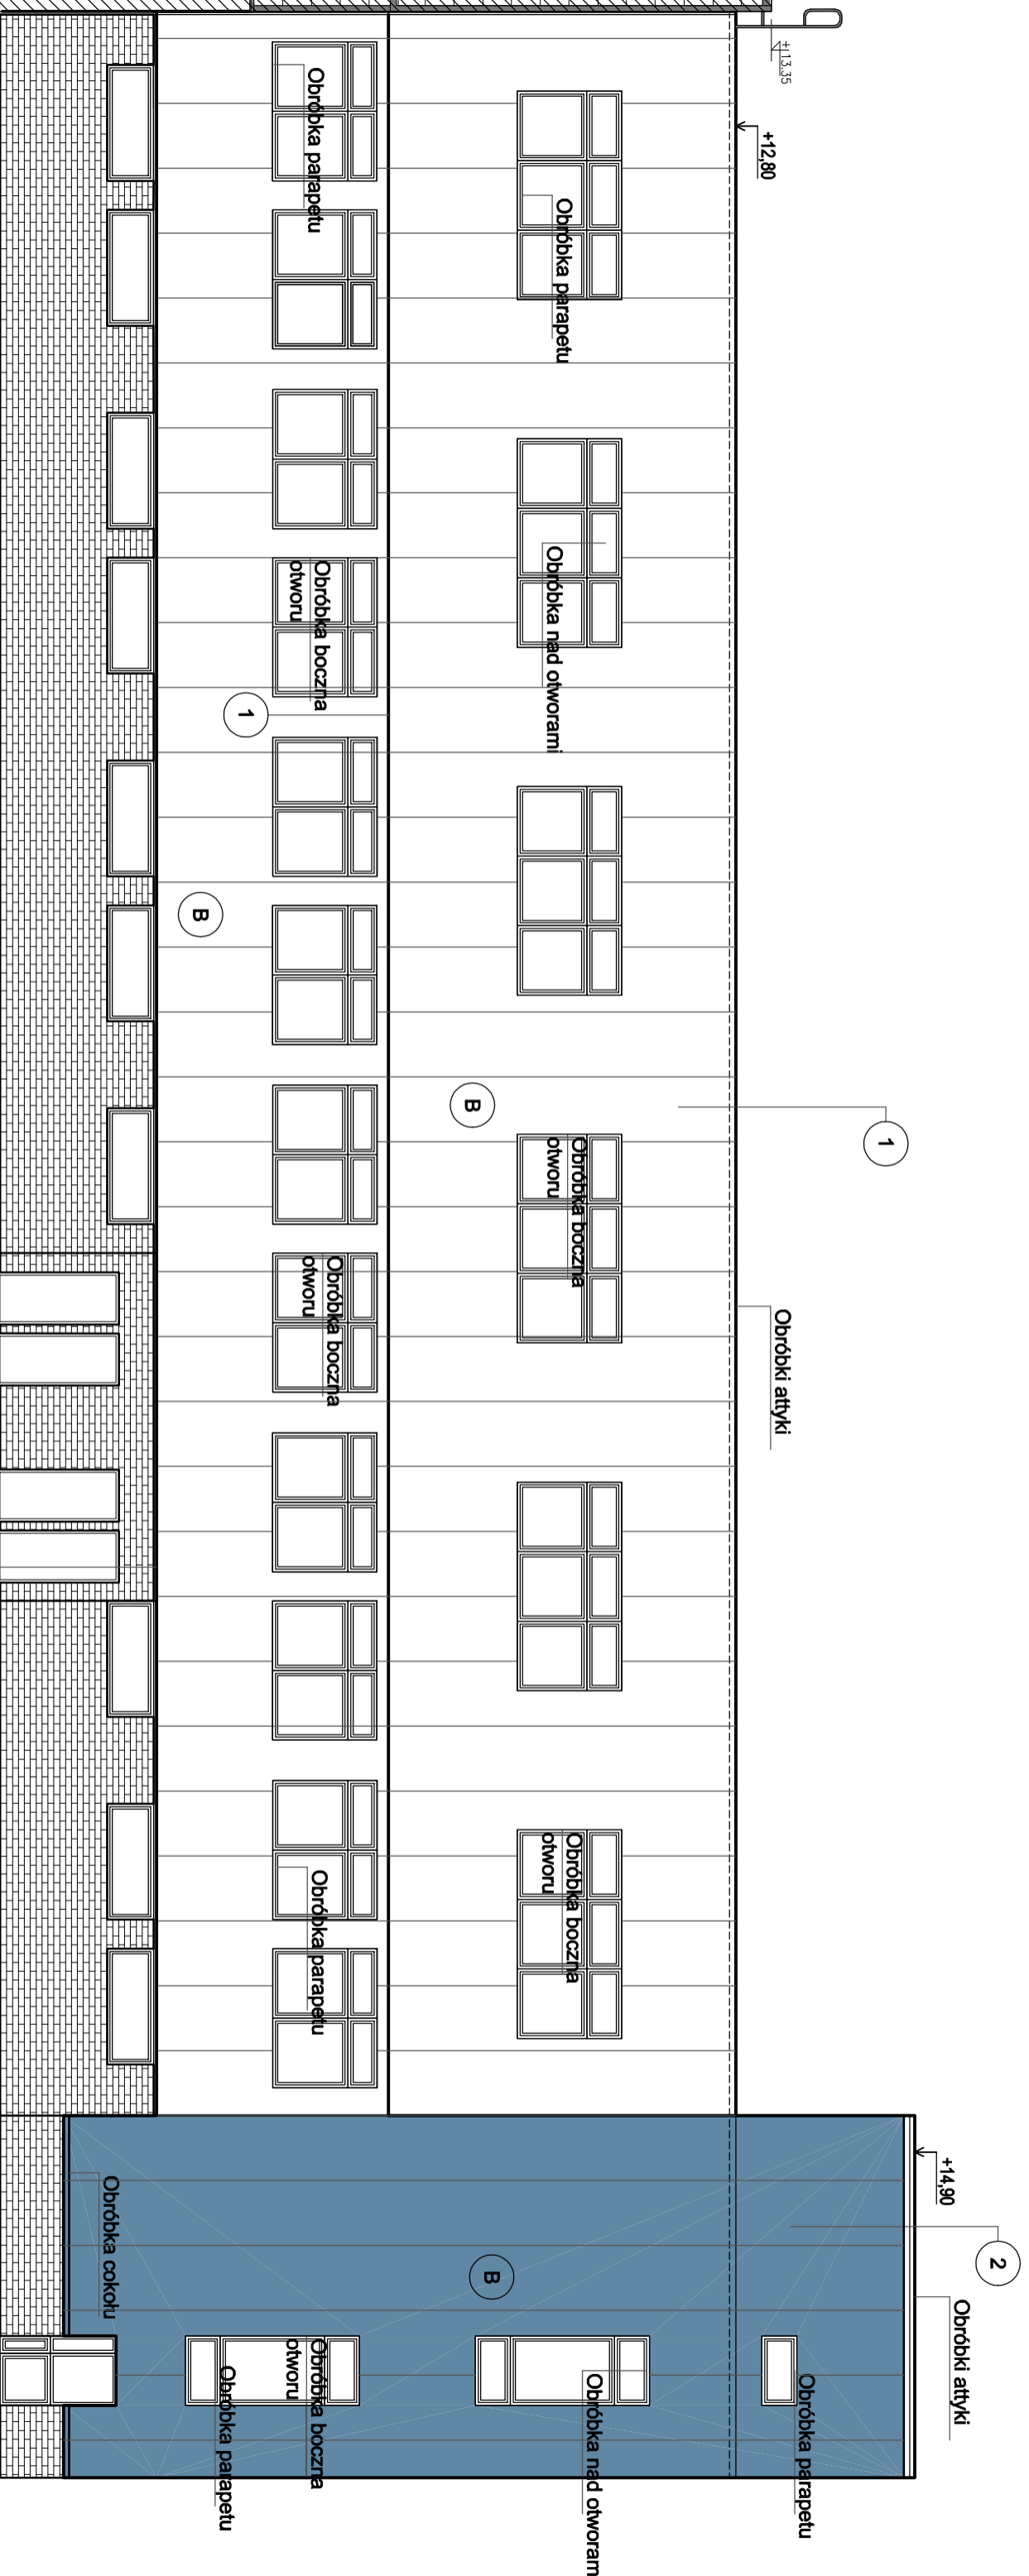 +13.35
+12,80
Obróbka parapetu
Obróbka parapetu
Obróbka nad otworami
Obróbka boczna
otworu
1
B
1
B
Obróbka boczna
otworu
Obróbka boczna
otworu
Obróbki attyki
Obróbka boczna
otworu
Obróbka parapetu
+14,90
2
B
Obróbka cokołu
Obróbki attyki
Obróbka parapetu
Obróbka nad otworam
Obróbka boczna
otworu
Obróbka parapetu